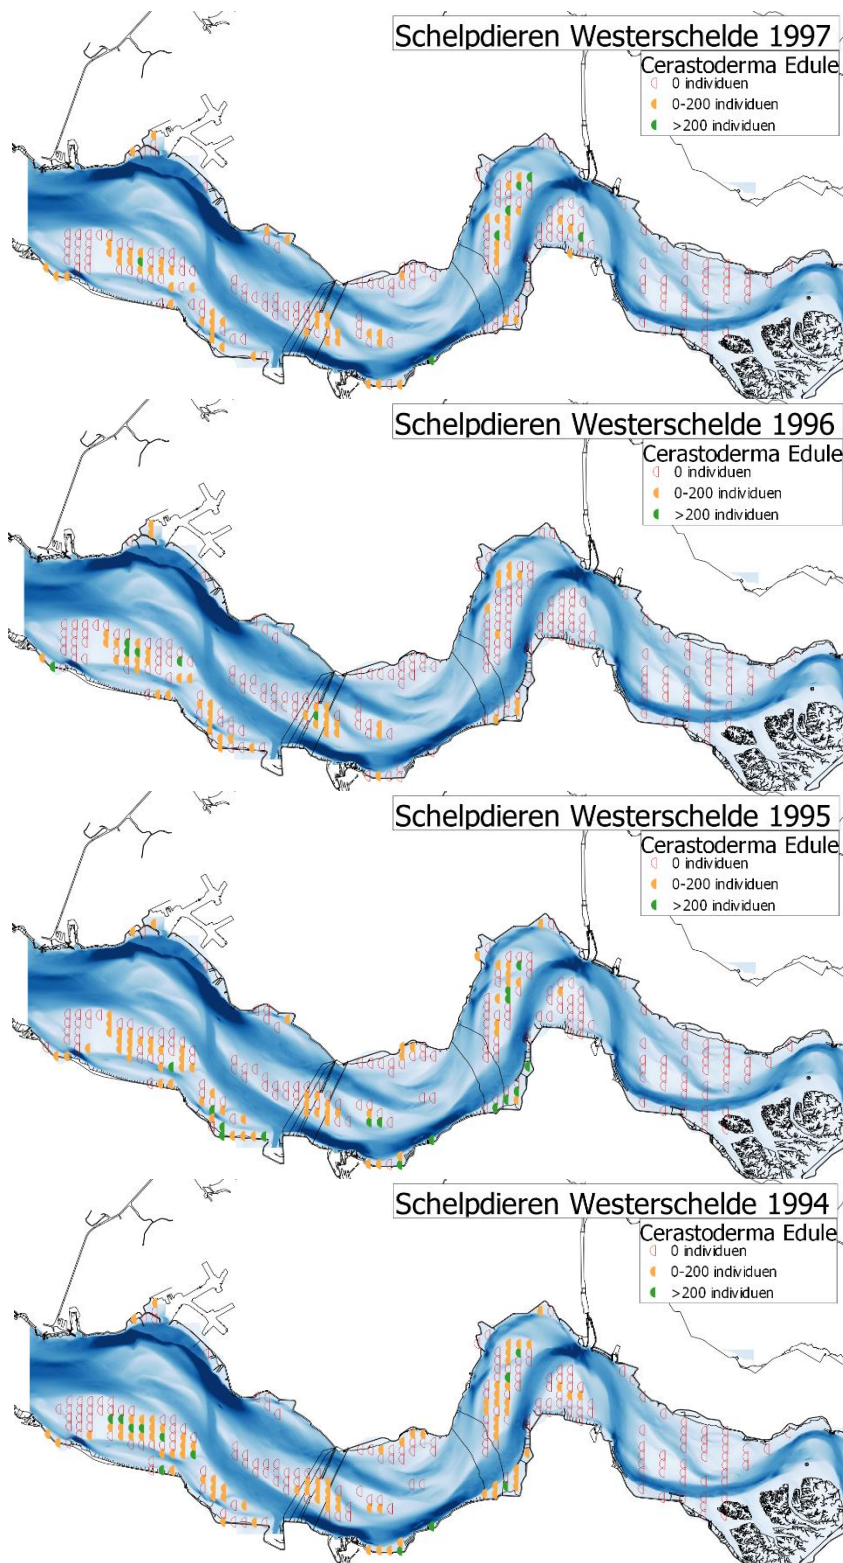 Schelpdieren Westerschelde 1997
Cerastoderma Edule
0 individuen
0-200 individuen
>200 individuen
Schelpdieren Westerschelde 1996
Cerastoderma Edule
0 individuen
0-200 individuen
>200 individuen
Schelpdieren Westerschelde 1995
Cerastoderma Edule
0 individuen
0-200 individuen
>200 individuen
Schelpdieren Westerschelde 1994
Cerastoderma Edule
0 individuen
0-200 individuen
>200 individuen